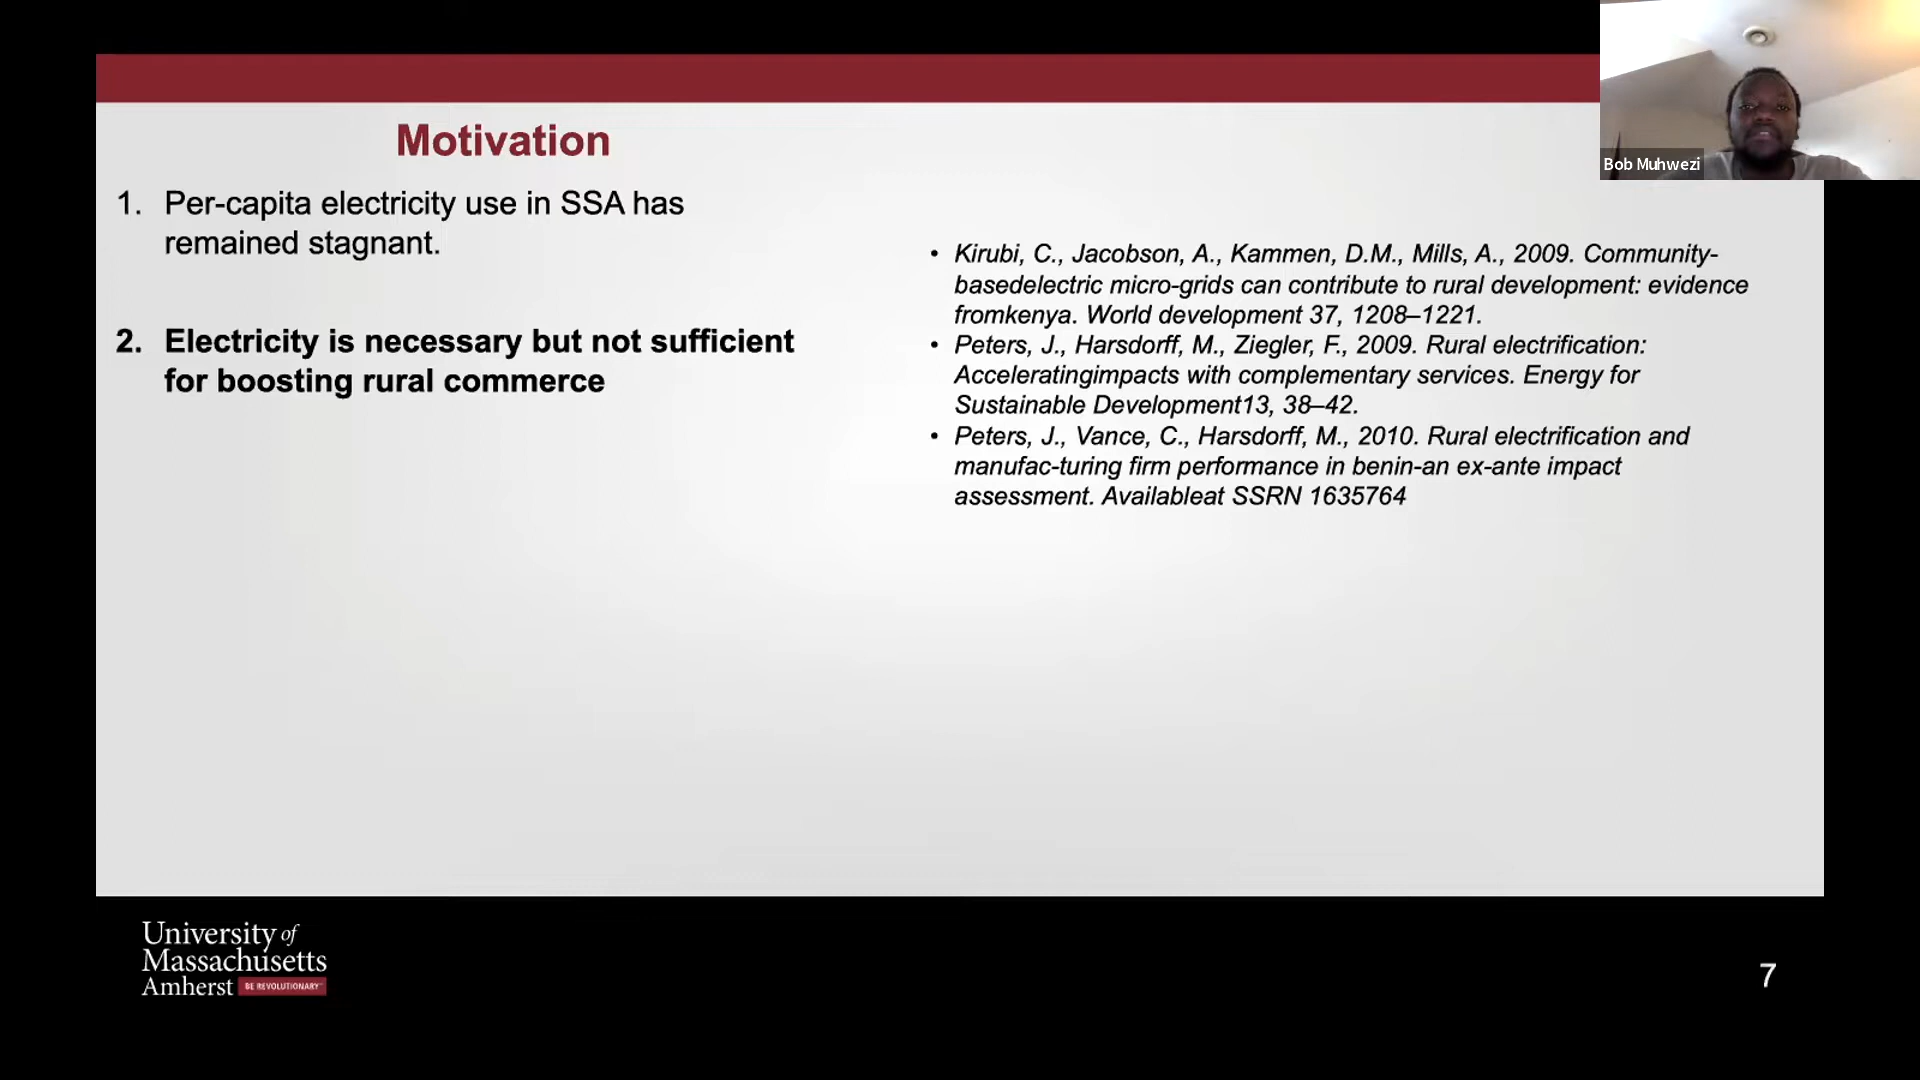 Motivation
1. Per-capita electricity use in SSA has
remained stagnant.
2. Electricity is necessary but not sufficient
for boosting rural commerce
• Kirubi, C., Jacobson, A., Kammen, D.M., Mills, A., 2009. Community-
basedelectric micro-grids can contribute to rural development: evidence
fromkenya. World development 37, 1208–1221.
• Peters, J., Harsdorff, M., Ziegler, F., 2009. Rural electrification:
Acceleratingimpacts with complementary services. Energy for
Sustainable Development13, 38–42.
• Peters, J., Vance, C., Harsdorff, M., 2010. Rural electrification and
manufac-turing firm performance in benin-an ex-ante impact
assessment. Availableat SSRN 1635764
Bob Muhwezi
University of
Massachusetts
Amherst BE REVOLUTIONARY™
7